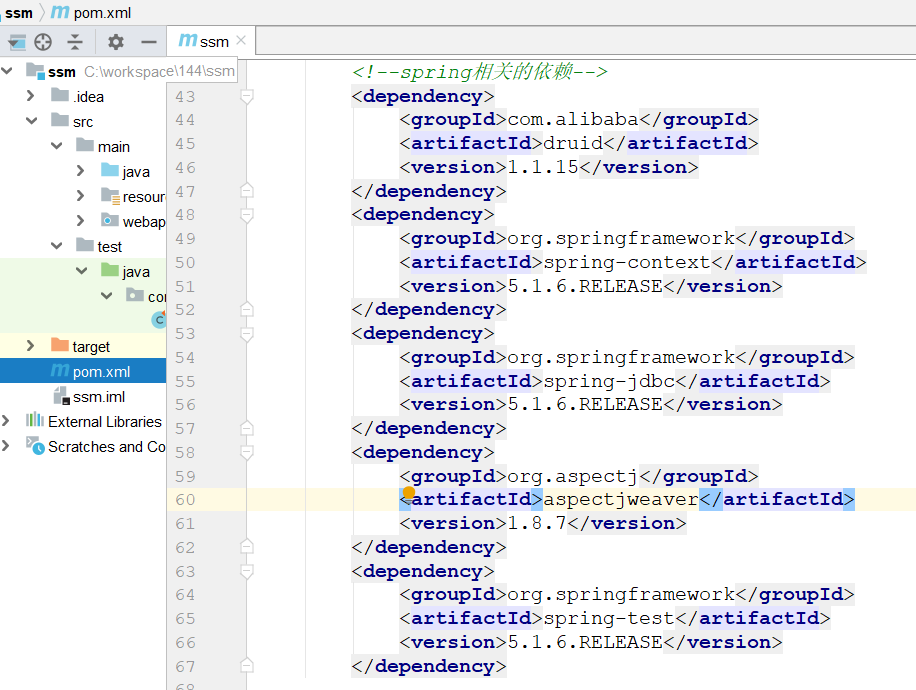 ssm pom.xml
ssm
ssm C:\workspace\144\ssm
.idea
src
main
java
resour
webap
test
java
co
target
pom.xml
ssm.iml
External Libraries
Scratches and Co
<!--spring相关的依赖-->
43 <dependency>
44 <groupId>com.alibaba</groupId>
45 <artifactId>druid</artifactId>
46 <version>1.1.15</version>
47 </dependency>
48 <dependency>
49 <groupId>org.springframework</groupId>
50 <artifactId>spring-context</artifactId>
51 <version>5.1.6.RELEASE</version>
52 </dependency>
53 <dependency>
54 <groupId>org.springframework</groupId>
55 <artifactId>spring-jdbc</artifactId>
56 <version>5.1.6.RELEASE</version>
57 </dependency>
58 <dependency>
59 <groupId>org.aspectj</groupId>
60 <artifactId>aspectjweaver</artifactId>
61 <version>1.8.7</version>
62 </dependency>
63 <dependency>
64 <groupId>org.springframework</groupId>
65 <artifactId>spring-test</artifactId>
66 <version>5.1.6.RELEASE</version>
67 </dependency>
68